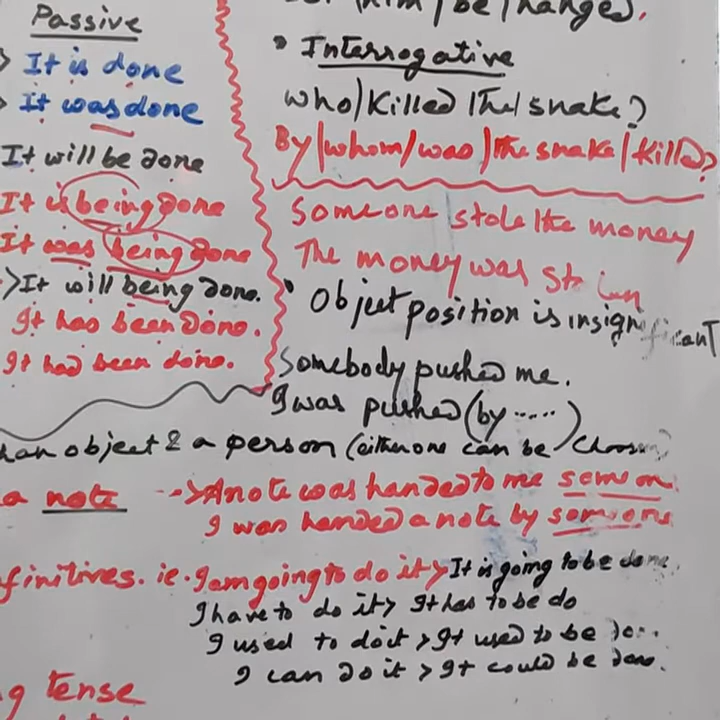 Passive
It is done
It was done
It will be done
It is being done
It was being done
>It will being done.
It has been done.
It had been done.
him / be / hanged.
• Interrogative
Who/Killed /the/snake?
By/whom/was/the snake/killed?
Someone stole the money
The money was
• Object position is insignificant
Somebody pushed me.
I was pushed (by .....)
an object & a person (either one can be chosen)
a note -> A note was handed to me someone
I was handed a note by someone
finitives. ie. I am going to do it > It is going to be done.
I have to do it > It has to be do
I used to do it > It used to be
I can do it > It could be done.
g tense